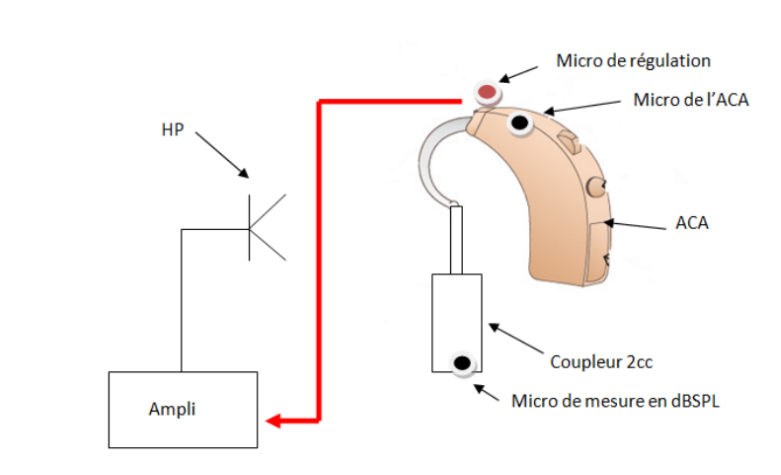 Micro de régulation
Micro de l'ACA
HP
ACA
Coupleur 2cc
Micro de mesure en dBSPL
Ampli